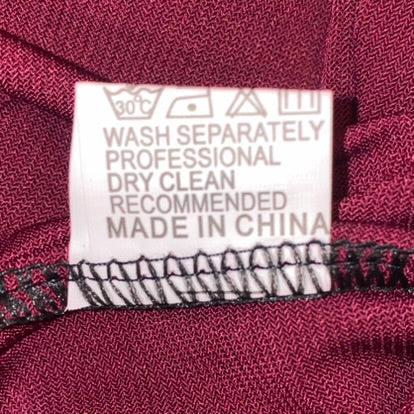 30℃
WASH SEPARATELY
PROFESSIONAL
DRY CLEAN
RECOMMENDED
MADE IN CHINA